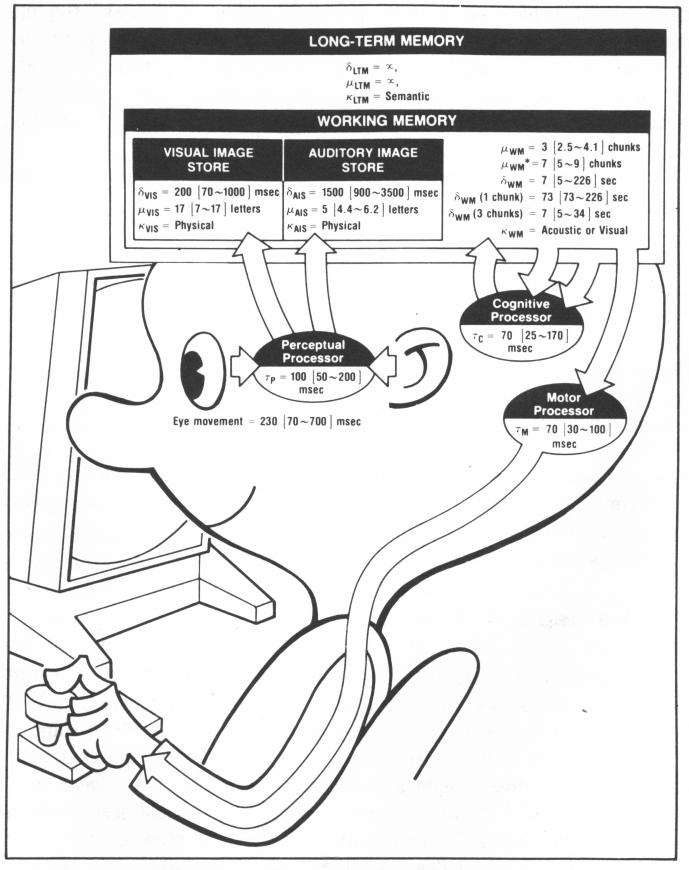 LONG-TERM MEMORY
δLTM = ∝,
μLTM = ∝,
κLTM = Semantic
WORKING MEMORY
VISUAL IMAGE
STORE
δVIS = 200 [70~1000] msec
μVIS = 17 [7~17] letters
κVIS = Physical
AUDITORY IMAGE
STORE
δAIS = 1500 [900~3500] msec
μAIS = 5 [4.4~6.2] letters
κAIS = Physical
μWM = 3 [2.5~4.1] chunks
μWM* = 7 [5~9] chunks
δWM = 7 [5~226] sec
δWM (1 chunk) = 73 [73~226] sec
δWM (3 chunks) = 7 [5~34] sec
κWM = Acoustic or Visual
Cognitive
Processor
τC = 70 [25~170]
msec
Perceptual
Processor
τP = 100 [50~200]
msec
Eye movement = 230 [70~700] msec
Motor
Processor
τM = 70 [30~100]
msec